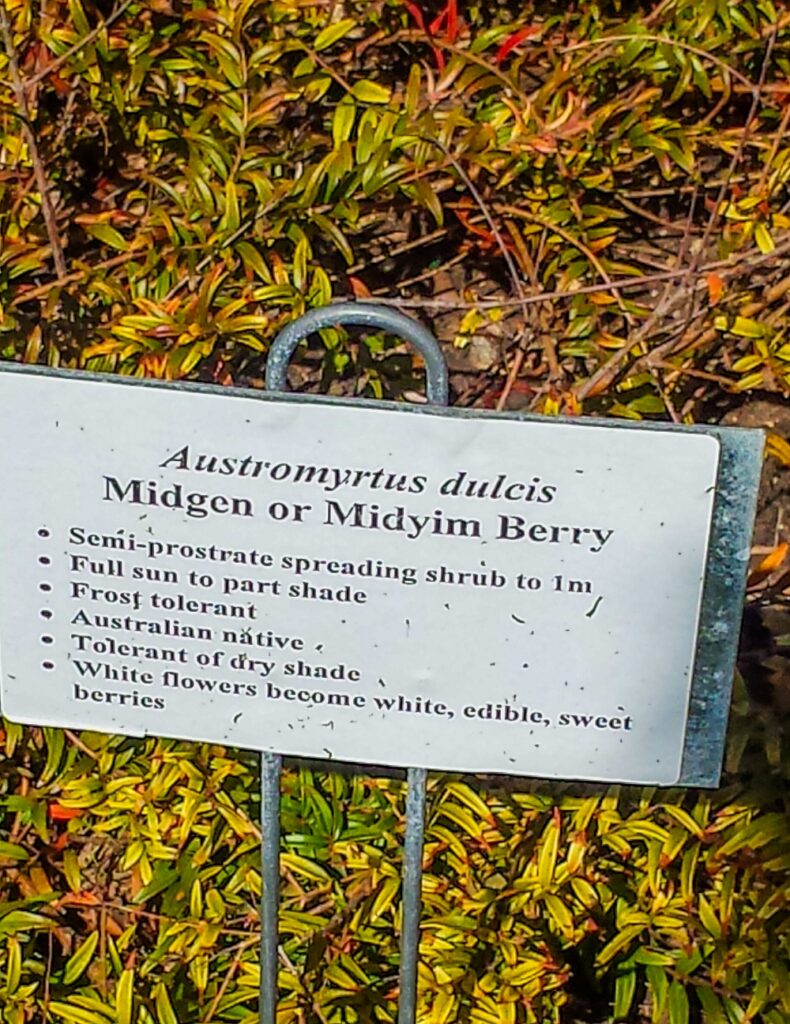 Austromyrtus dulcis
Midgen or Midyim Berry
• Semi-prostrate spreading shrub to 1m
• Full sun to part shade
• Frost tolerant
• Australian native
• Tolerant of dry shade
• White flowers become white, edible, sweet
berries